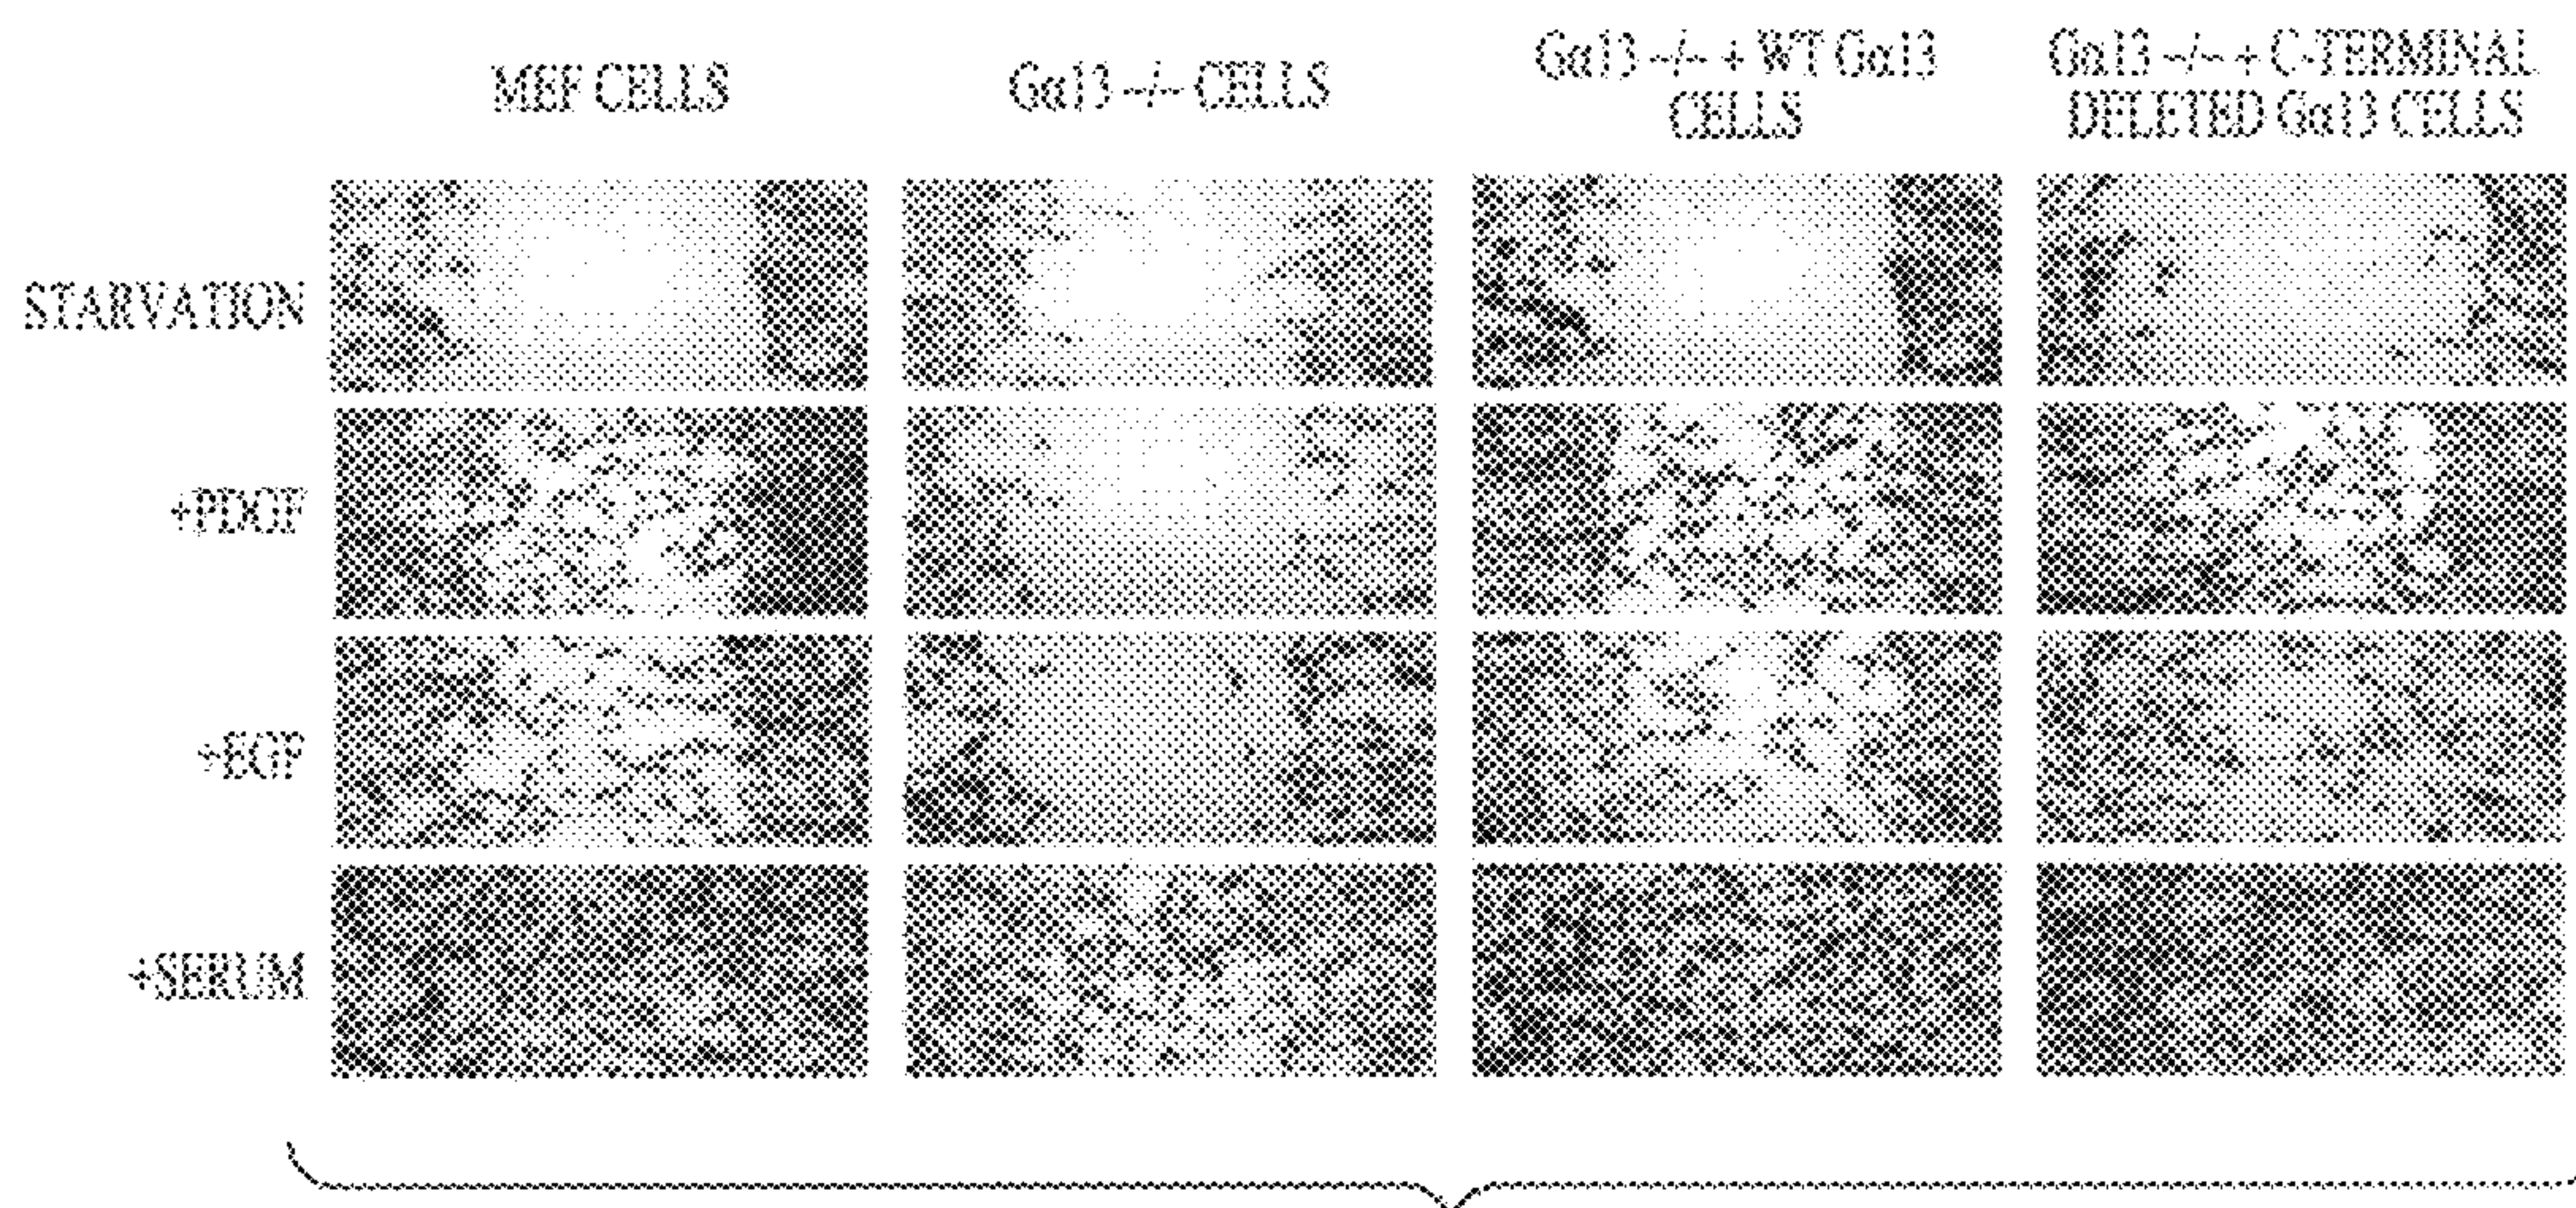 MEF CELLS
Gα13 -/- CELLS
Gα13 -/- + WT Gα13
CELLS
Gα13 -/- + C-TERMINAL
DELETED Gα13 CELLS
STARVATION
+PDGF
+EGF
+SERUM